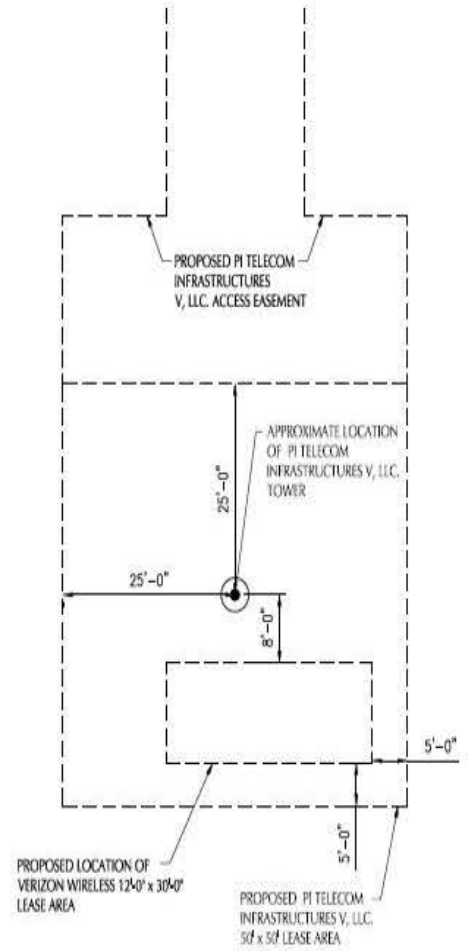 PROPOSED PI TELECOM
INFRASTRUCTURES
V, LLC. ACCESS EASEMENT
APPROXIMATE LOCATION
OF PI TELECOM
INFRASTRUCTURES V, LLC.
TOWER
25'-0"
25'-0"
8'-0"
5'-0"
5'-0"
PROPOSED LOCATION OF
VERIZON WIRELESS 12'-0" x 30'-0"
LEASE AREA
PROPOSED PI TELECOM
INFRASTRUCTURES V, LLC.
50' x 50' LEASE AREA